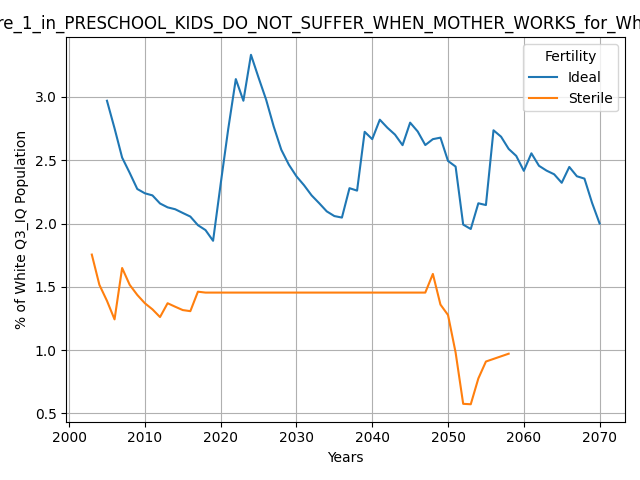 re_1_in_PRESCHOOL_KIDS_DO_NOT_SUFFER_WHEN_MOTHER_WORKS_for_Wh
Fertility
Ideal
Sterile
% of White Q3_IQ Population
3.0
2.5
2.0
1.5
1.0
0.5
2000 2010 2020 2030 2040 2050 2060 2070
Years